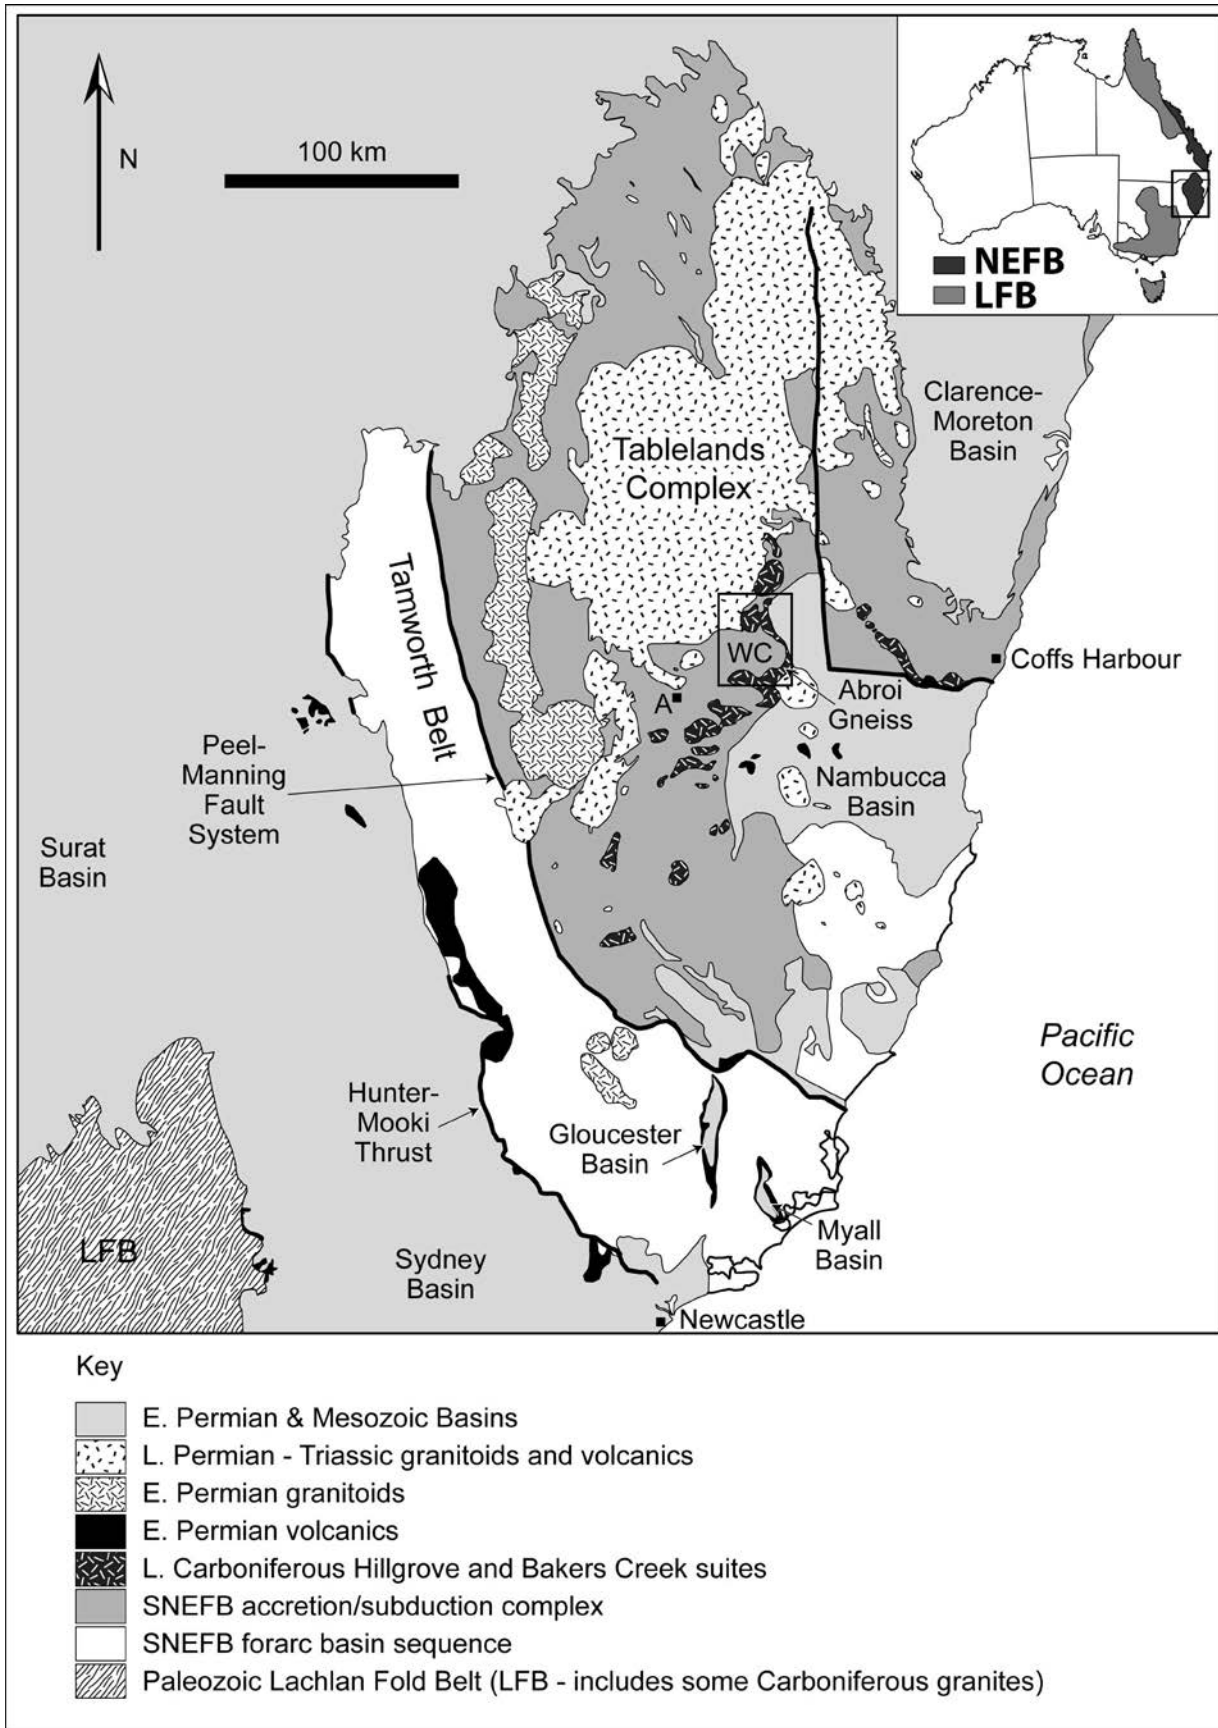 N
100 km
NEFB
LFB
Clarence-
Moreton
Basin
Tablelands
Complex
Tamworth Belt
WC
A
Coffs Harbour
Abroi
Gneiss
Peel-
Manning
Fault
System
Nambucca
Basin
Surat
Basin
Pacific
Ocean
Hunter-
Mooki
Thrust
Gloucester
Basin
Myall
Basin
LFB
Sydney
Basin
Newcastle
Key
E. Permian & Mesozoic Basins
L. Permian - Triassic granitoids and volcanics
E. Permian granitoids
E. Permian volcanics
L. Carboniferous Hillgrove and Bakers Creek suites
SNEFB accretion/subduction complex
SNEFB forarc basin sequence
Paleozoic Lachlan Fold Belt (LFB - includes some Carboniferous granites)